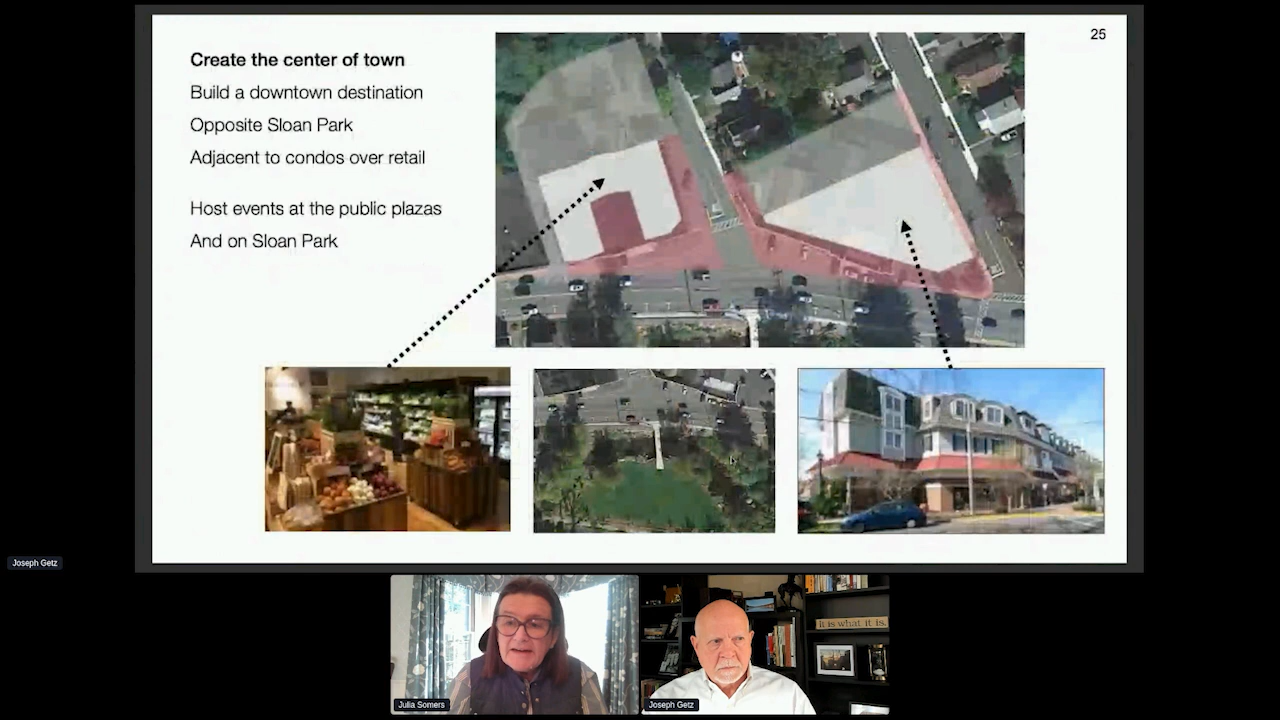 25
Create the center of town
Build a downtown destination
Opposite Sloan Park
Adjacent to condos over retail
Host events at the public plazas
And on Sloan Park
Joseph Getz
It is what it is.
Julia Somers
Joseph Getz